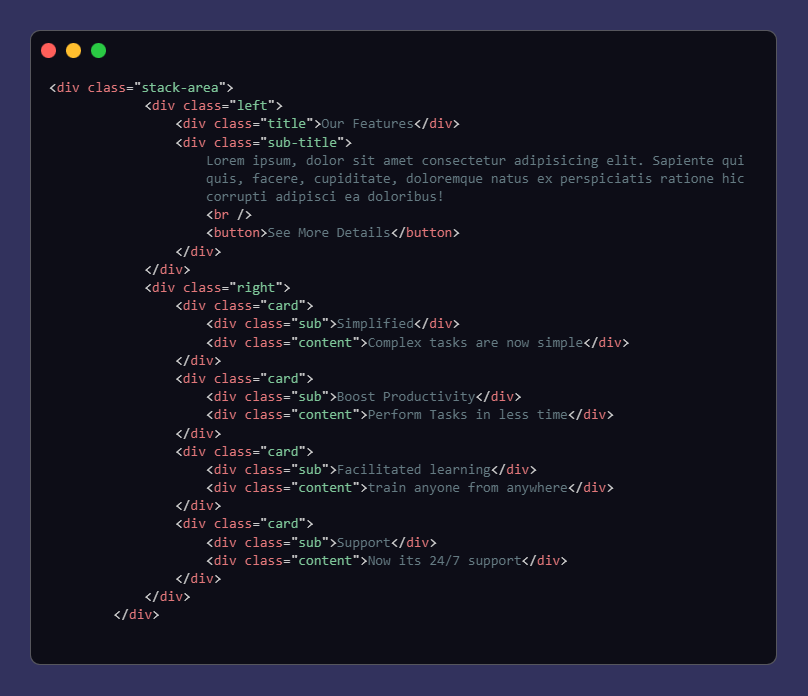 <div class="stack-area">
<div class="left">
<div class="title">Our Features</div>
<div class="sub-title">
Lorem ipsum, dolor sit amet consectetur adipisicing elit. Sapiente qui
quis, facere, cupiditate, doloremque natus ex perspiciatis ratione hic
corrupti adipisci ea doloribus!
<br />
<button>See More Details</button>
</div>
</div>
<div class="right">
<div class="card">
<div class="sub">Simplified</div>
<div class="content">Complex tasks are now simple</div>
</div>
<div class="card">
<div class="sub">Boost Productivity</div>
<div class="content">Perform Tasks in less time</div>
</div>
<div class="card">
<div class="sub">Facilitated learning</div>
<div class="content">train anyone from anywhere</div>
</div>
<div class="card">
<div class="sub">Support</div>
<div class="content">Now its 24/7 support</div>
</div>
</div>
</div>